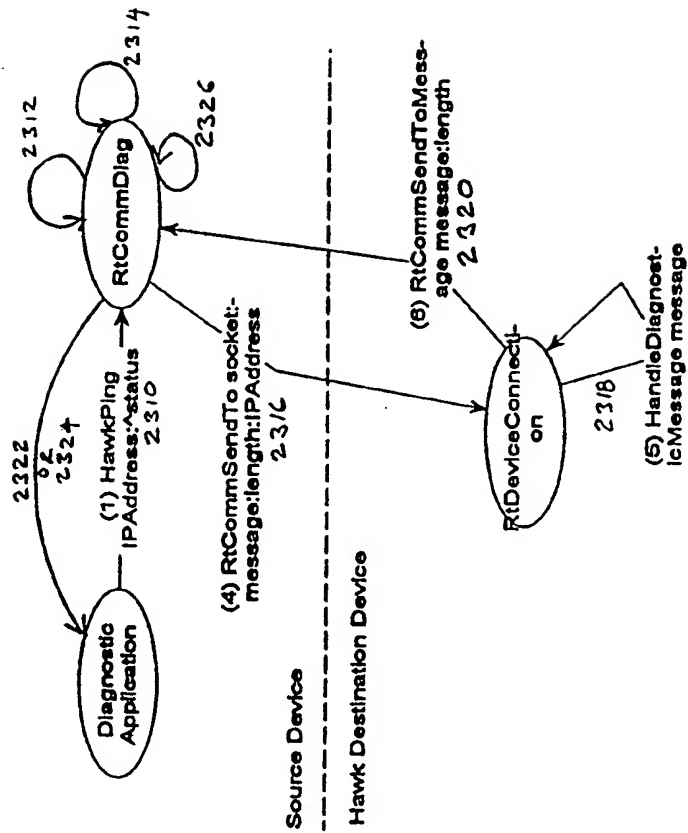 2312
2314
2326
RtCommDiag
2322
or
2324
(1) HawkPing
IPAddress:^status
2310
Diagnostic
Application
(4) RtCommSendTo socket:-
message:length:IPAddress
2316
(6) RtCommSendToMess-
age message:length
2320
Source Device
Hawk Destination Device
RtDeviceConnecti-
on
2318
(5) HandleDiagnost-
icMessage message